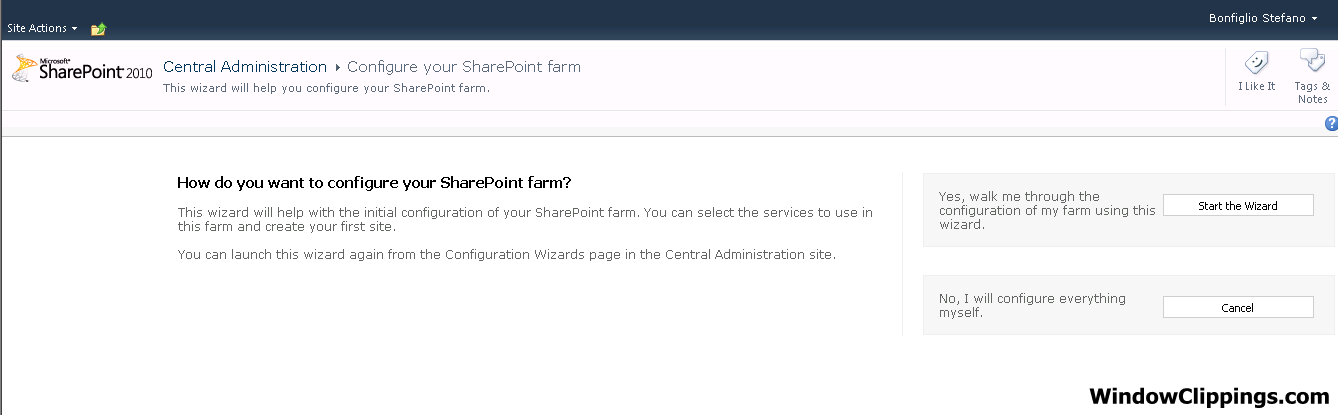 Bonfiglio Stefano
Site Actions
Microsoft®
SharePoint® 2010
Central Administration Configure your SharePoint farm
This wizard will help you configure your SharePoint farm.
I Like It
Tags &
Notes
?
How do you want to configure your SharePoint farm?
This wizard will help with the initial configuration of your SharePoint farm. You can select the services to use in
this farm and create your first site.
You can launch this wizard again from the Configuration Wizards page in the Central Administration site.
Yes, walk me through the
configuration of my farm using this
wizard.
Start the Wizard
No, I will configure everything
myself.
Cancel
WindowClippings.com